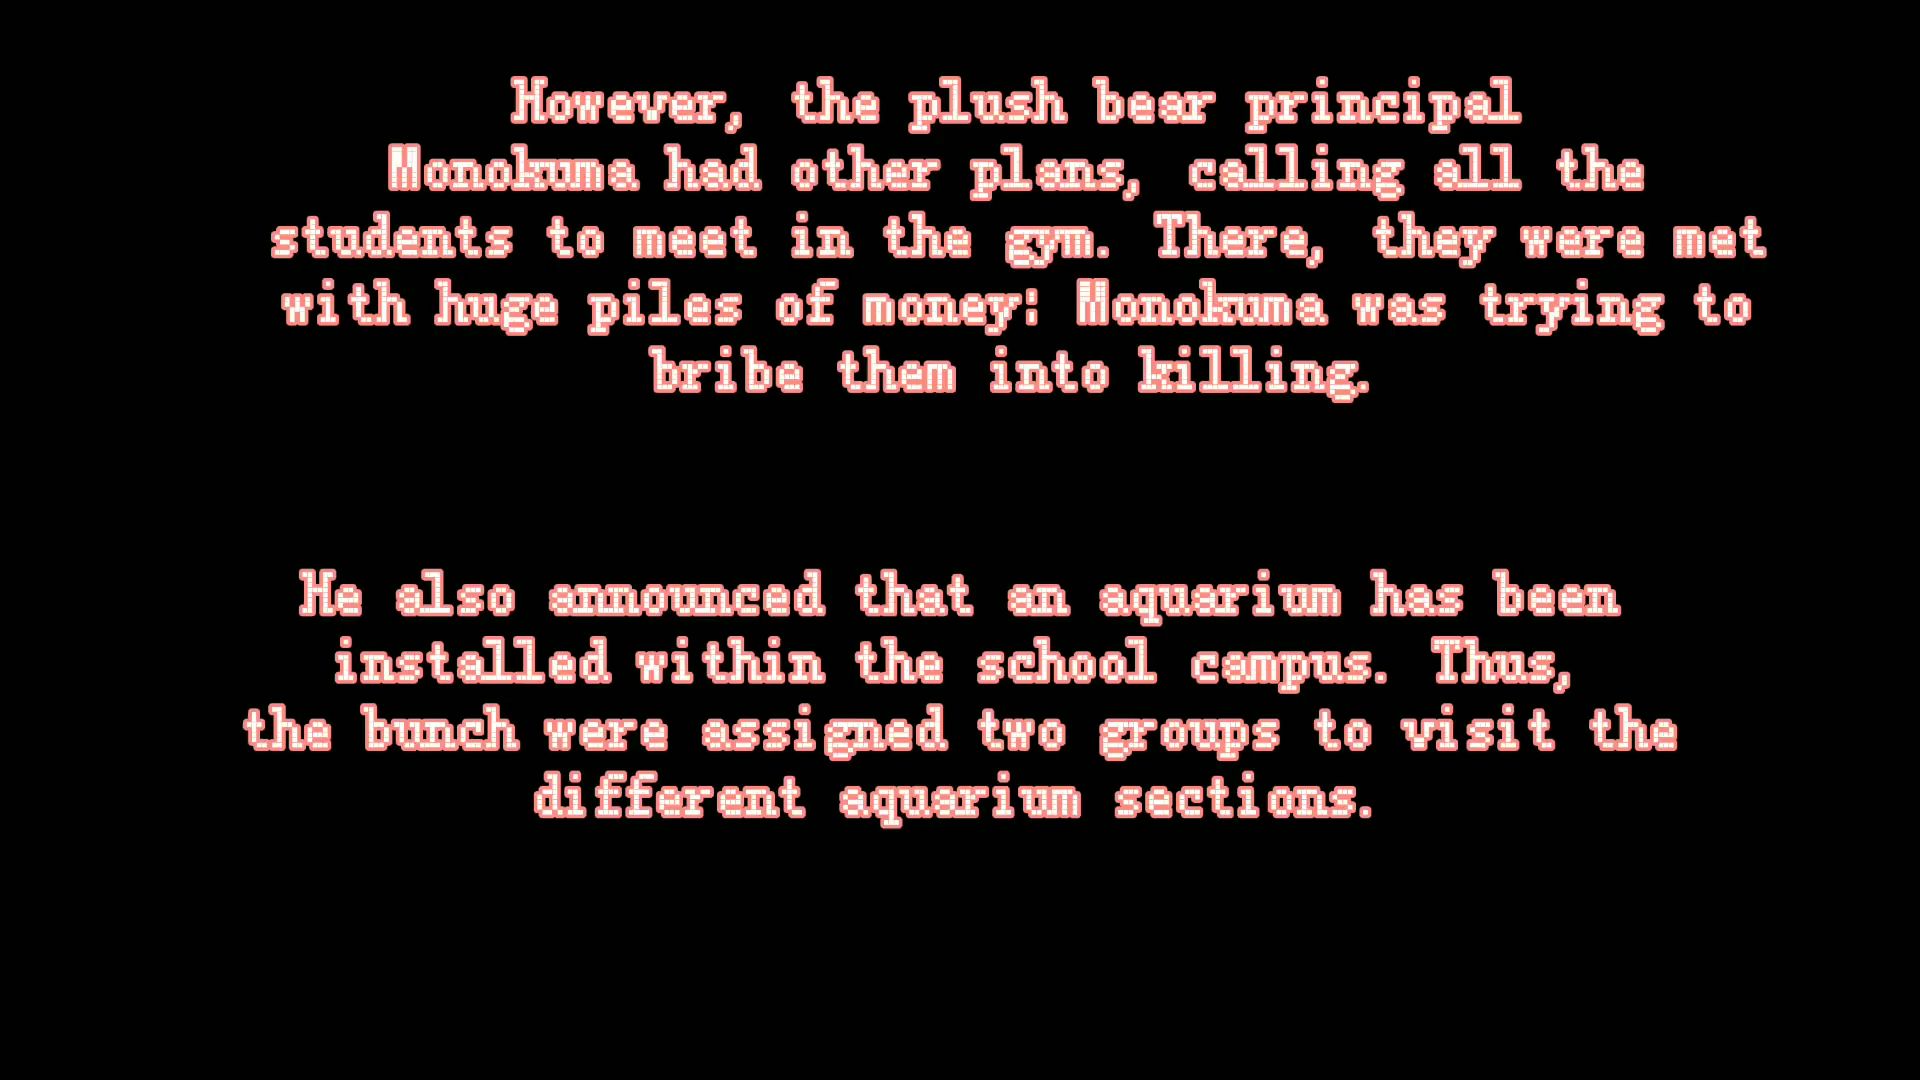 However, the plush bear principal
Monokuma had other plans, calling all the
students to meet in the gym. There, they were met
with huge piles of money; Monokuma was trying to
bribe them into killing.
He also announced that an aquarium has been
installed within the school campus. Thus,
the bunch were assigned two groups to visit the
different aquarium sections.